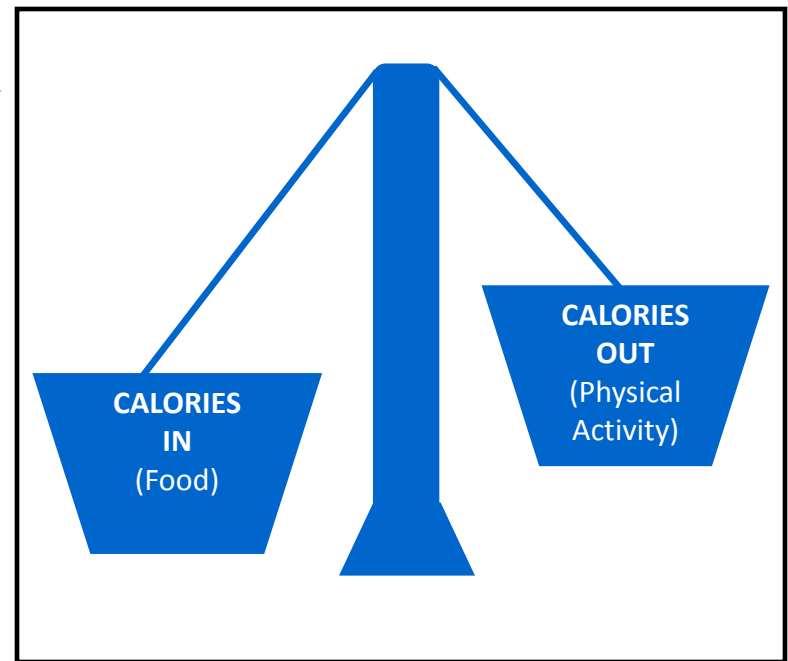 CALORIES
IN
(Food)
CALORIES
OUT
(Physical
Activity)